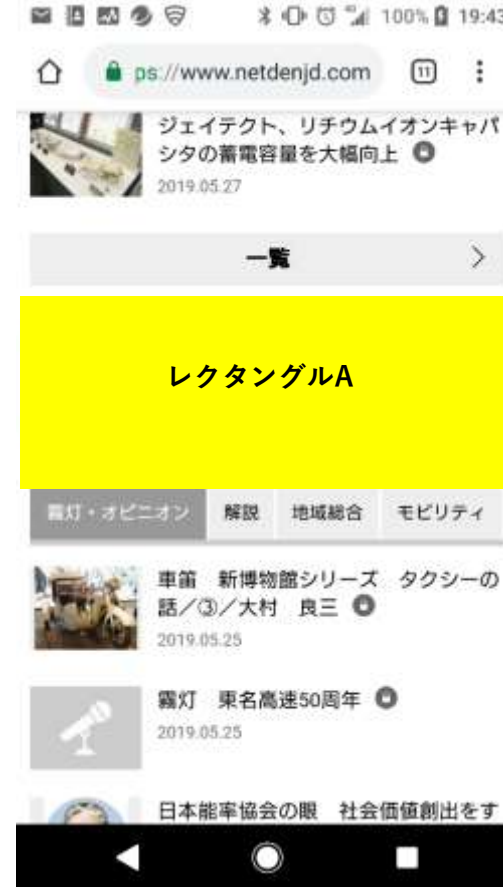 100% 19:43
ps://www.netdenjd.com 11
ジェイテクト、リチウムイオンキャパ
シタの蓄電容量を大幅向上
2019.05.27
一覧
レクタングルA
霧灯・オピニオン 解説 地域総合 モビリティ
車笛 新博物館シリーズ タクシーの
話／③／大村 良三
2019.05.25
霧灯 東名高速50周年
2019.05.25
日本能率協会の眼 社会価値創出をす